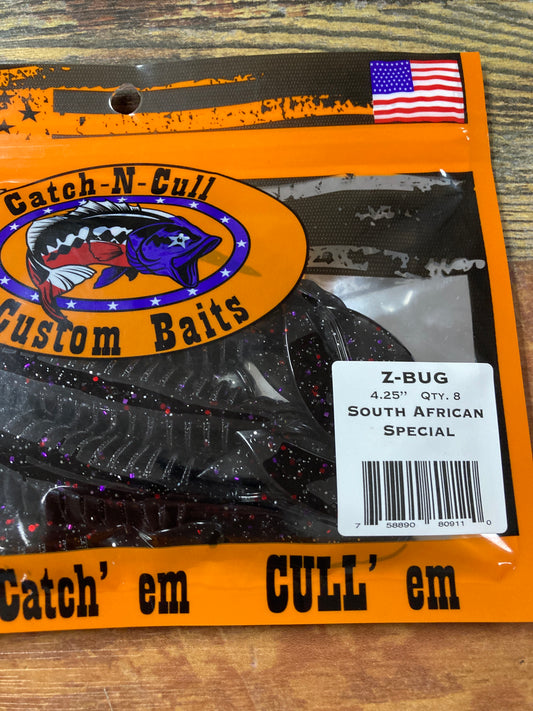 Catch-N-Cull
Custom Baits
Z-BUG
4.25" QTY. 8
SOUTH AFRICAN
SPECIAL
7 58890 80911 0
Catch' em CULL' em